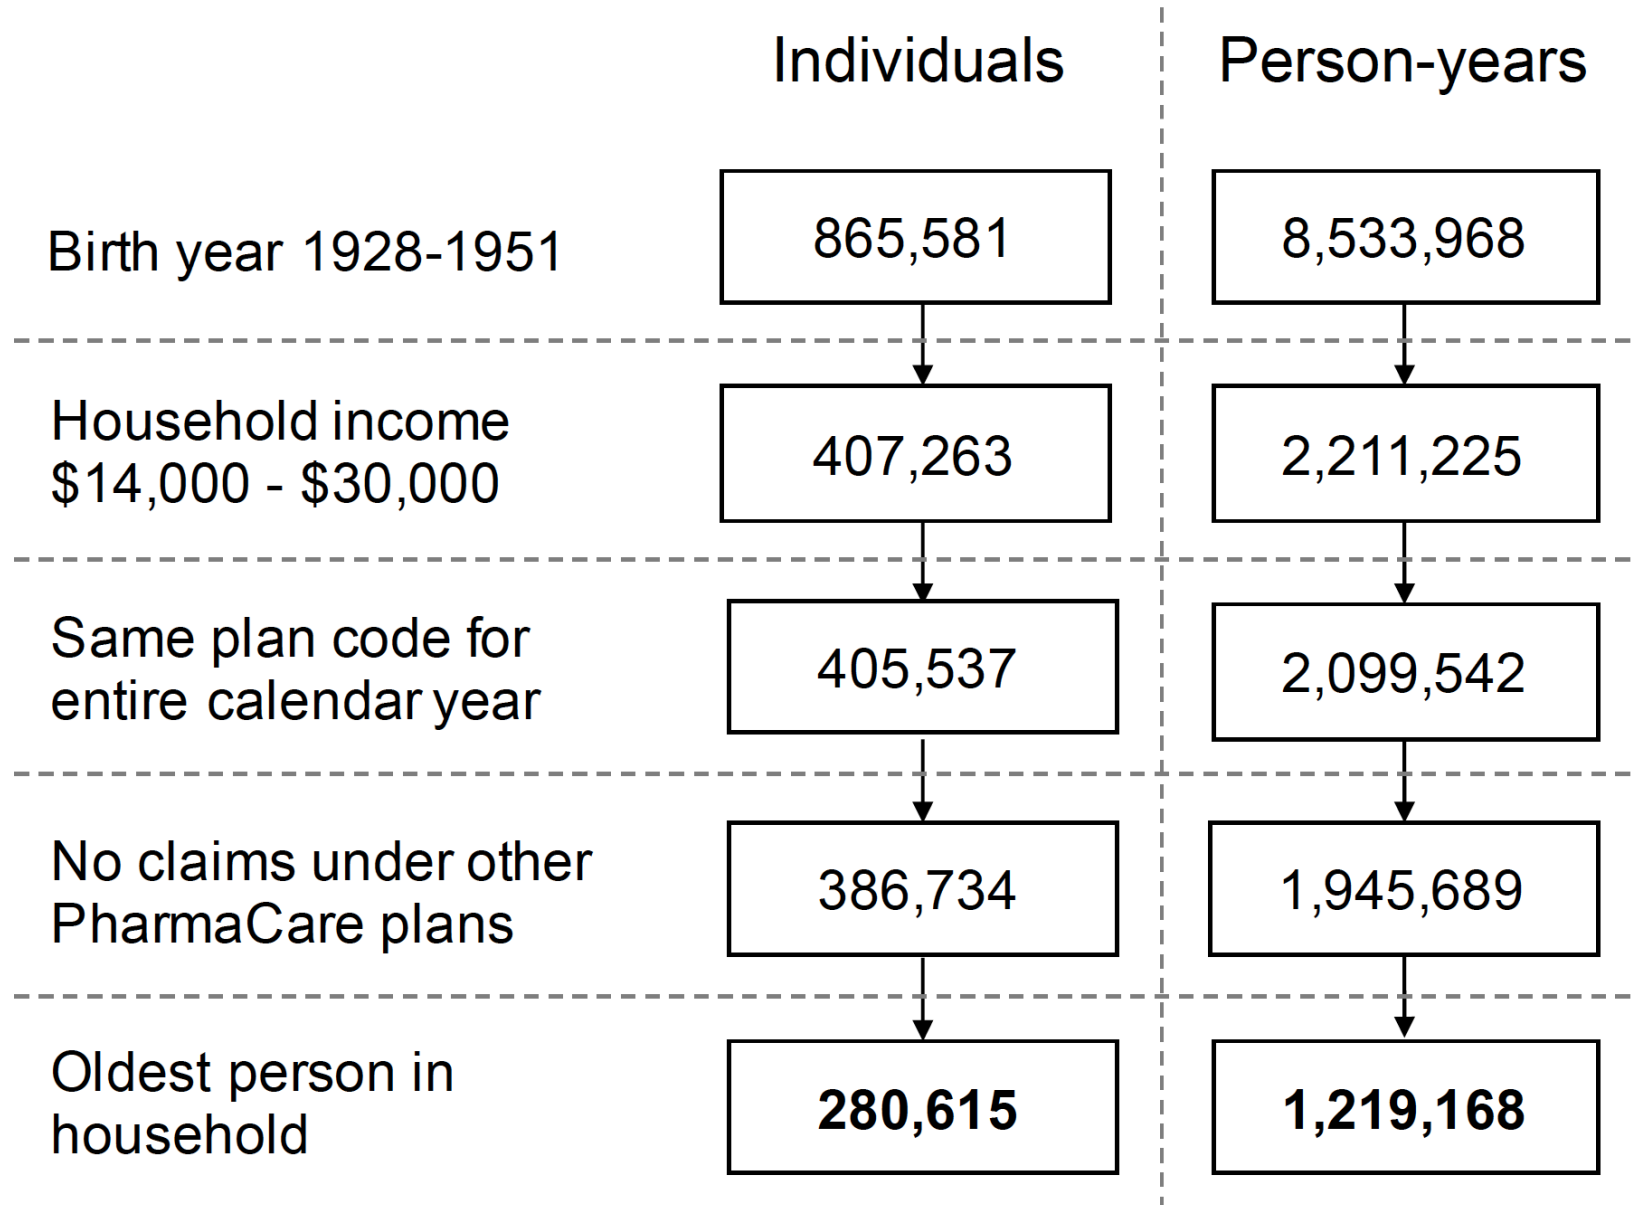 Individuals
Person-years
Birth year 1928-1951
865,581
8,533,968
Household income
$14,000 - $30,000
407,263
2,211,225
Same plan code for
entire calendar year
405,537
2,099,542
No claims under other
PharmaCare plans
386,734
1,945,689
Oldest person in
household
280,615
1,219,168